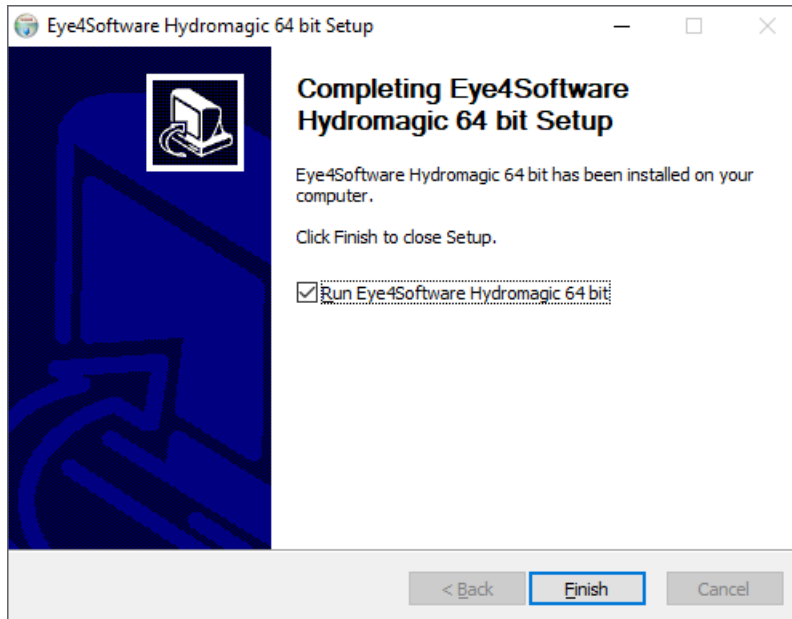 Eye4Software Hydromagic 64 bit Setup
Completing Eye4Software
Hydromagic 64 bit Setup
Eye4Software Hydromagic 64 bit has been installed on your
computer.
Click Finish to close Setup.
Run Eye4Software Hydromagic 64 bit
< Back Finish Cancel